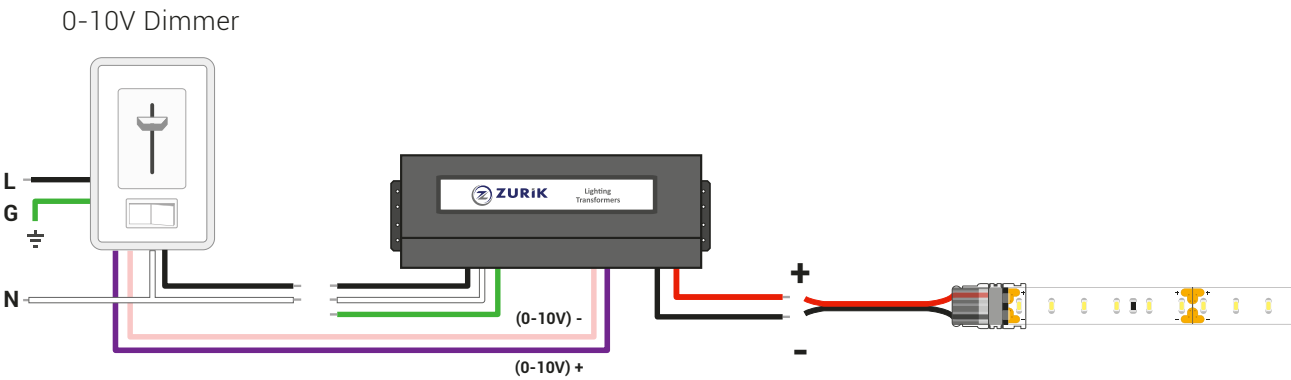 0-10V Dimmer
L
G
N
ZURiK
Lighting
Transformers
(0-10V) -
(0-10V) +
+
-
+
-
+ +
- -